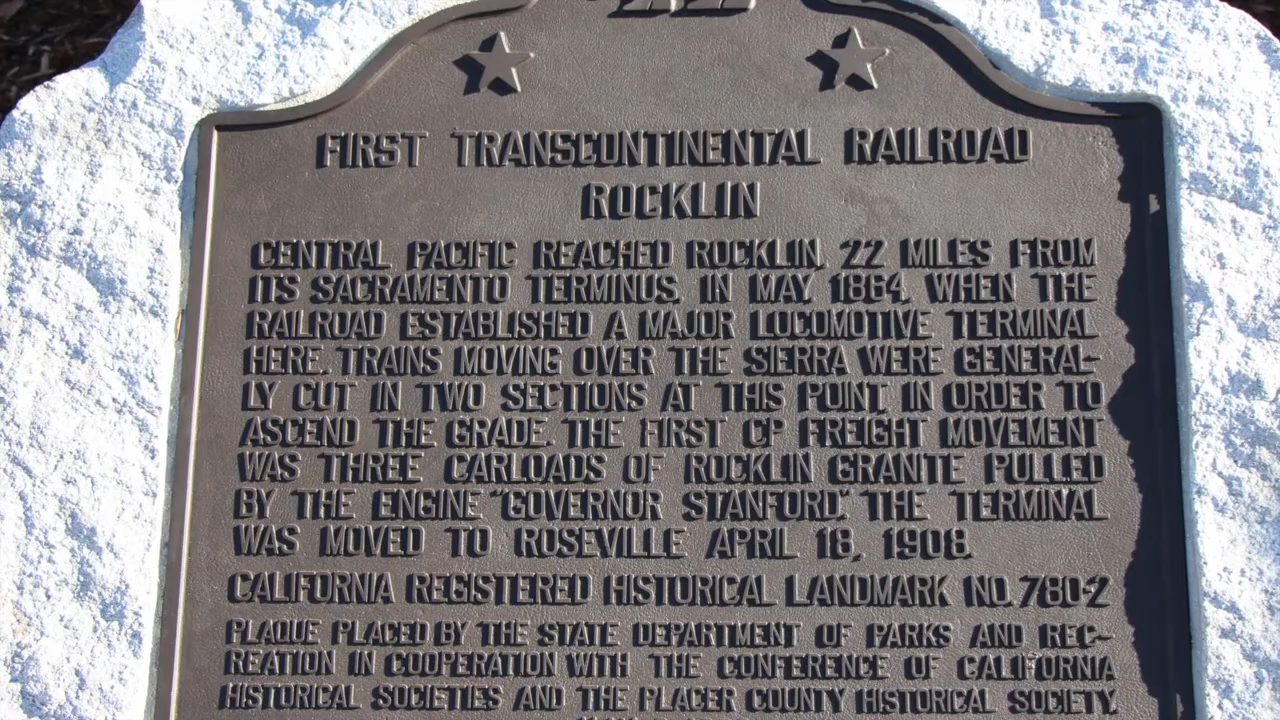 FIRST TRANSCONTINENTAL RAILROAD
ROCKLIN
CENTRAL PACIFIC REACHED ROCKLIN, 22 MILES FROM
ITS SACRAMENTO TERMINUS, IN MAY, 1864, WHEN THE
RAILROAD ESTABLISHED A MAJOR LOCOMOTIVE TERMINAL
HERE. TRAINS MOVING OVER THE SIERRA WERE GENERAL-
LY CUT IN TWO SECTIONS AT THIS POINT IN ORDER TO
ASCEND THE GRADE. THE FIRST CP FREIGHT MOVEMENT
WAS THREE CARLOADS OF ROCKLIN GRANITE PULLED
BY THE ENGINE "GOVERNOR STANFORD." THE TERMINAL
WAS MOVED TO ROSEVILLE APRIL 18, 1908.
CALIFORNIA REGISTERED HISTORICAL LANDMARK NO. 780-2
PLAQUE PLACED BY THE STATE DEPARTMENT OF PARKS AND REC-
REATION IN COOPERATION WITH THE CONFERENCE OF CALIFORNIA
HISTORICAL SOCIETIES AND THE PLACER COUNTY HISTORICAL SOCIETY.